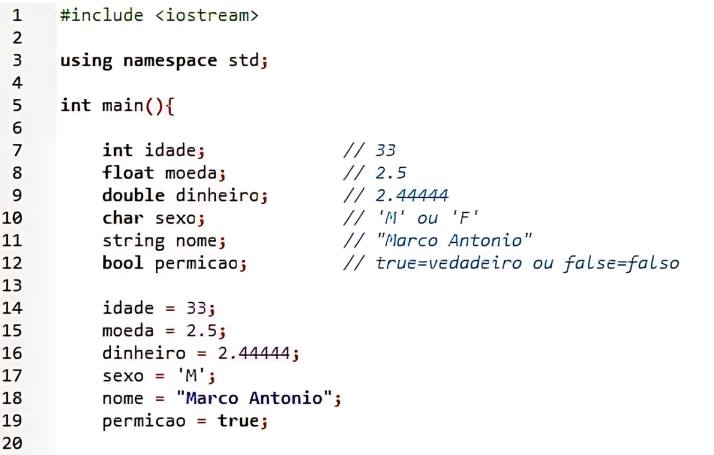 1 #include <iostream>
2
3 using namespace std;
4
5 int main(){
6
7 int idade; // 33
8 float moeda; // 2.5
9 double dinheiro; // 2.44444
10 char sexo; // 'M' ou 'F'
11 string nome; // "Marco Antonio"
12 bool permicao; // true=vedadeiro ou false=falso
13
14 idade = 33;
15 moeda = 2.5;
16 dinheiro = 2.44444;
17 sexo = 'M';
18 nome = "Marco Antonio";
19 permicao = true;
20